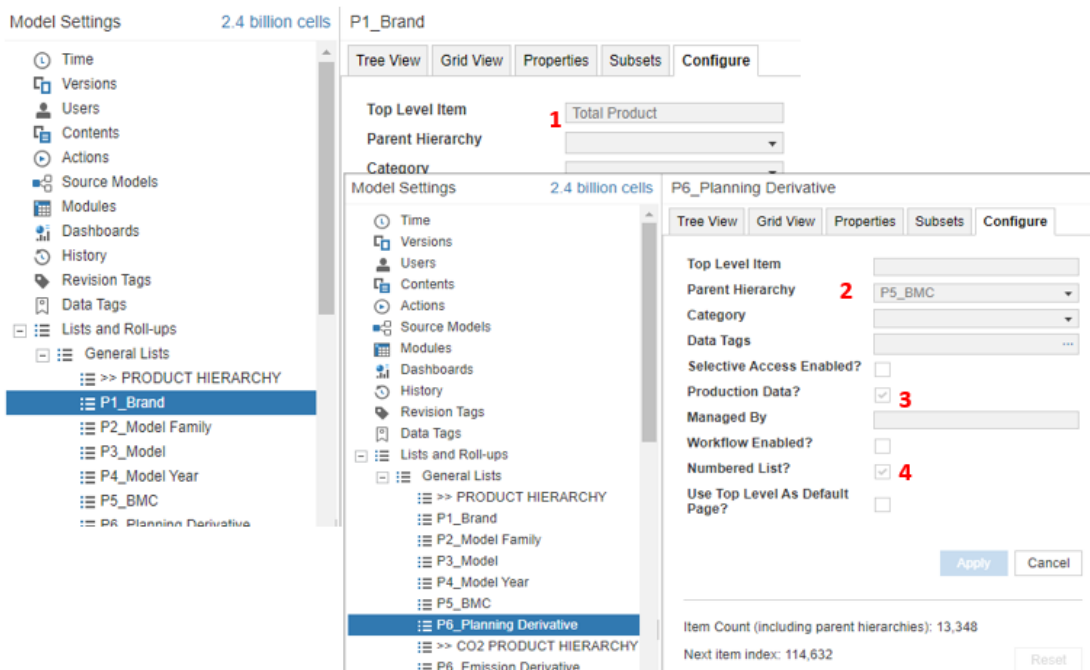 Model Settings 2.4 billion cells
Time
Versions
Users
Contents
Actions
Source Models
Modules
Dashboards
History
Revision Tags
Data Tags
Lists and Roll-ups
General Lists
>> PRODUCT HIERARCHY
P1_Brand
P2_Model Family
P3_Model
P4_Model Year
P5_BMC
P6_Planning Derivative
P1_Brand
Tree View Grid View Properties Subsets Configure
Top Level Item 1 Total Product
Parent Hierarchy
Category
Model Settings 2.4 billion cells
Time
Versions
Users
Contents
Actions
Source Models
Modules
Dashboards
History
Revision Tags
Data Tags
Lists and Roll-ups
General Lists
>> PRODUCT HIERARCHY
P1_Brand
P2_Model Family
P3_Model
P4_Model Year
P5_BMC
P6_Planning Derivative
>> CO2 PRODUCT HIERARCHY
P6_Emission Derivative
P6_Planning Derivative
Tree View Grid View Properties Subsets Configure
Top Level Item
Parent Hierarchy 2 P5_BMC
Category
Data Tags ...
Selective Access Enabled?
Production Data? 3
Managed By
Workflow Enabled?
Numbered List? 4
Use Top Level As Default
Page?
Apply Cancel
Item Count (including parent hierarchies): 13,348
Next item index: 114,632
Reset